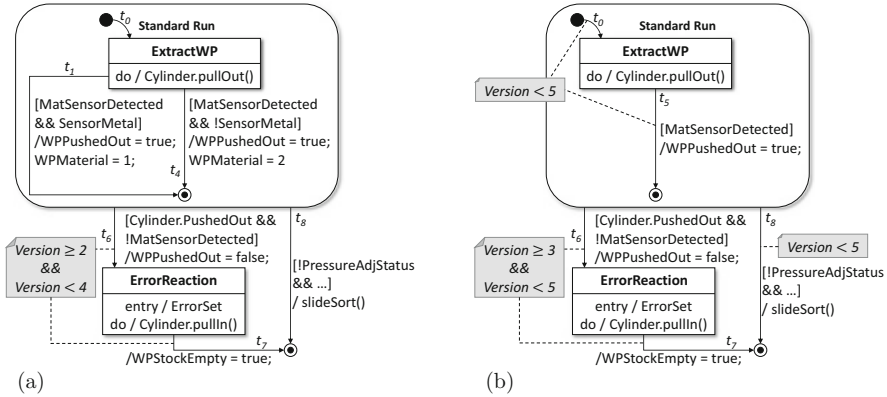 t0
Standard Run
ExtractWP
do / Cylinder.pullOut()
t1
[MatSensorDetected
&& SensorMetal]
/WPPushedOut = true;
WPMaterial = 1;
[MatSensorDetected
&& !SensorMetal]
/WPPushedOut = true;
WPMaterial = 2
t4
t6
[Cylinder.PushedOut &&
!MatSensorDetected]
/WPPushedOut = false;
t8
Version ≥ 2
&&
Version < 4
ErrorReaction
entry / ErrorSet
do / Cylinder.pullIn()
[!PressureAdjStatus
&& ...]
/ slideSort()
t7
/WPStockEmpty = true;
(a)
t0
Standard Run
ExtractWP
do / Cylinder.pullOut()
Version < 5
t5
[MatSensorDetected]
/WPPushedOut = true;
t6
[Cylinder.PushedOut &&
!MatSensorDetected]
/WPPushedOut = false;
t8
Version < 5
Version ≥ 3
&&
Version < 5
ErrorReaction
entry / ErrorSet
do / Cylinder.pullIn()
[!PressureAdjStatus
&& ...]
/ slideSort()
t7
/WPStockEmpty = true;
(b)